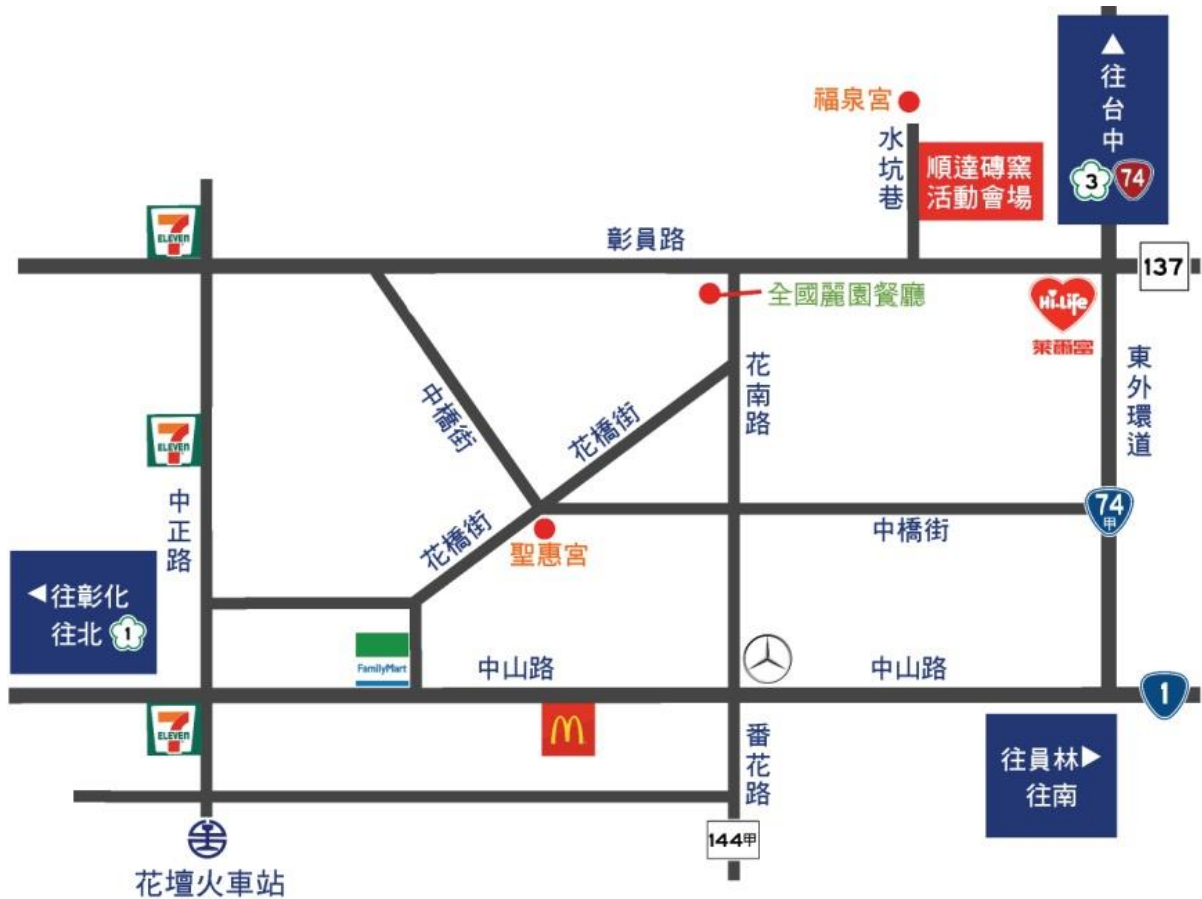 往台中
3
74
福泉宮
水坑巷
順達磚窯
活動會場
7
ELEVEN
彰員路
137
全國麗園餐廳
Hi-Life
萊爾富
中橋街
花橋街
花南路
東外環道
7
ELEVEN
中正路
74
甲
花橋街
聖惠宮
中橋街
往彰化
往北
1
FamilyMart
中山路
中山路
1
7
ELEVEN
M
番花路
往員林
往南
144甲
花壇火車站